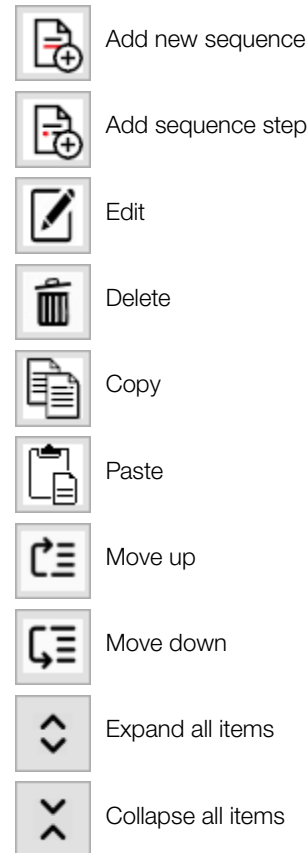 Add new sequence
Add sequence step
Edit
Delete
Copy
Paste
Move up
Move down
Expand all items
Collapse all items